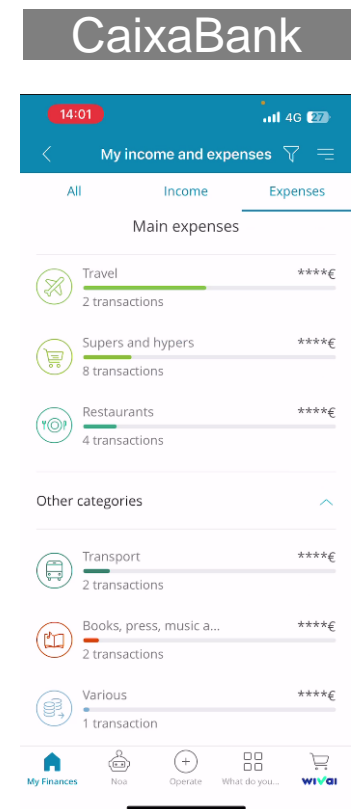 CaixaBank
14:01
4G 27
My income and expenses
All Income Expenses
Main expenses
Travel ****€
2 transactions
Supers and hypers ****€
8 transactions
Restaurants ****€
4 transactions
Other categories
Transport ****€
2 transactions
Books, press, music a... ****€
2 transactions
Various ****€
1 transaction
My Finances Noa Operate What do you... wivai